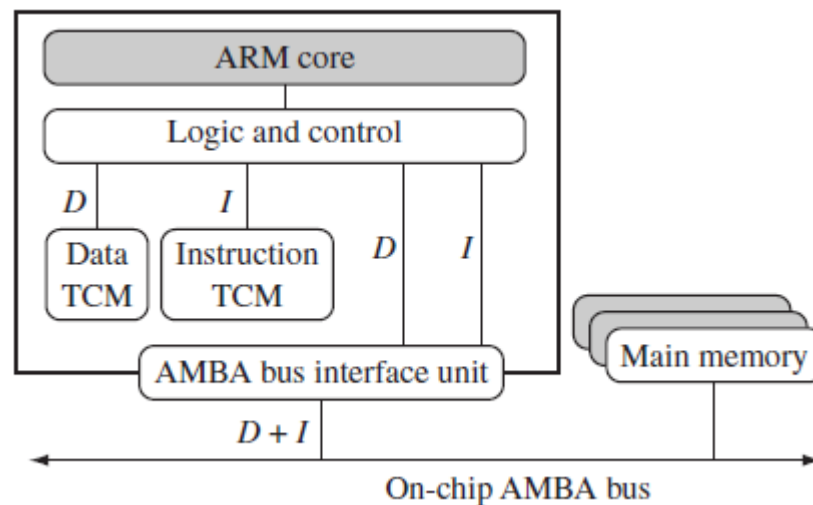 ARM core
Logic and control
D
I
D
I
Data
TCM
Instruction
TCM
Main memory
AMBA bus interface unit
D + I
On-chip AMBA bus